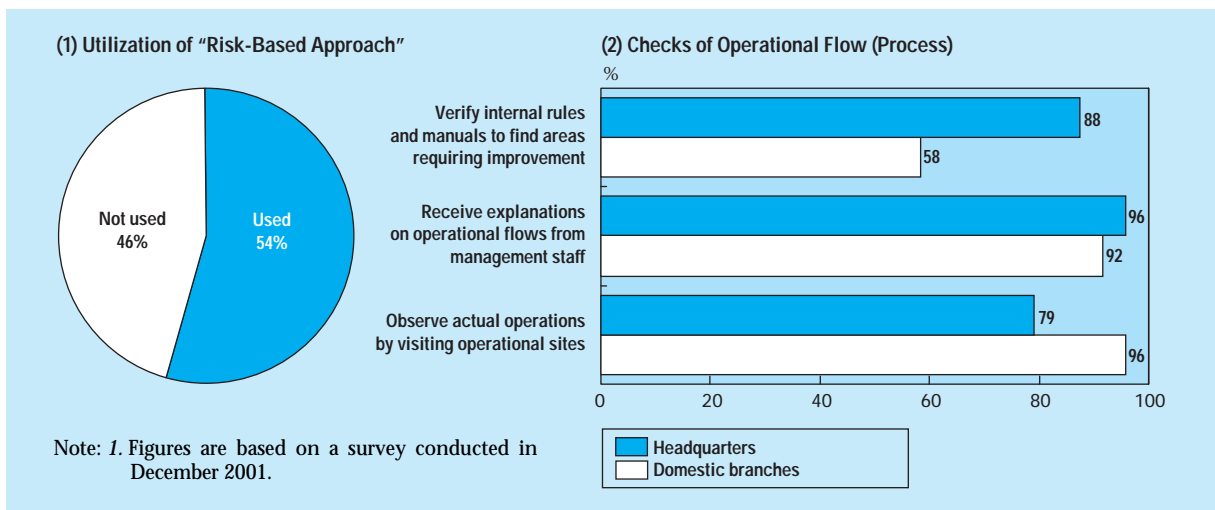 (1) Utilization of “Risk-Based Approach”
Not used
46%
Used
54%
Note: 1. Figures are based on a survey conducted in
December 2001.
(2) Checks of Operational Flow (Process)
%
Verify internal rules
and manuals to find areas
requiring improvement
88
58
Receive explanations
on operational flows from
management staff
96
92
Observe actual operations
by visiting operational sites
79
96
0 20 40 60 80 100
Headquarters
Domestic branches